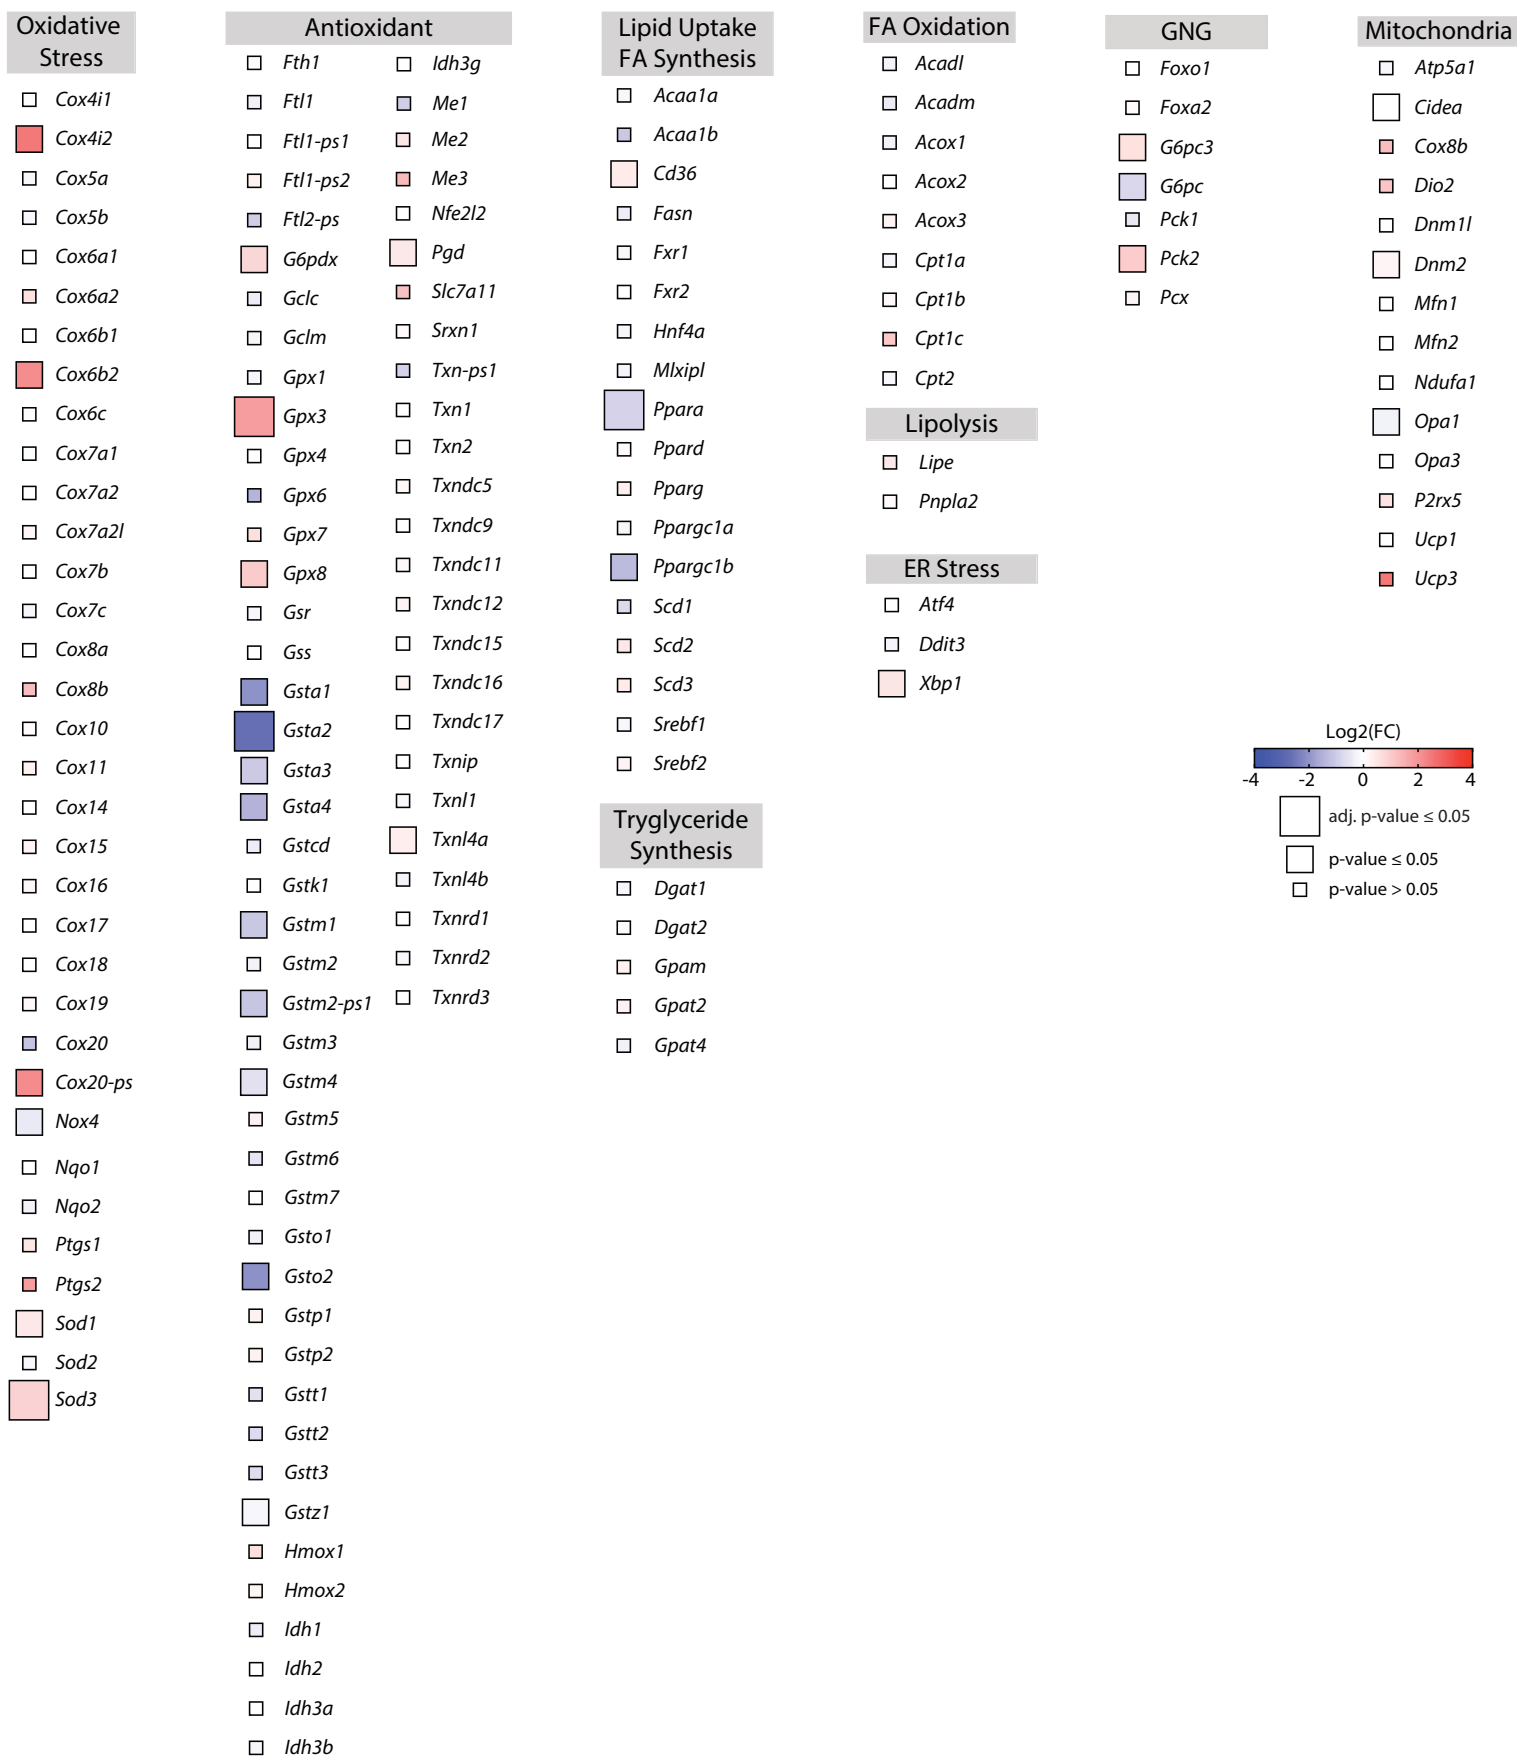 Oxidative
Stress
Cox4i1
Cox4i2
Cox5a
Cox5b
Cox6a1
Cox6a2
Cox6b1
Cox6b2
Cox6c
Cox7a1
Cox7a2
Cox7a2l
Cox7b
Cox7c
Cox8a
Cox8b
Cox10
Cox11
Cox14
Cox15
Cox16
Cox17
Cox18
Cox19
Cox20
Cox20-ps
Nox4
Nqo1
Nqo2
Ptgs1
Ptgs2
Sod1
Sod2
Sod3
Antioxidant
Fth1
Ftl1
Ftl1-ps1
Ftl1-ps2
Ftl2-ps
G6pdx
Gclc
Gclm
Gpx1
Gpx3
Gpx4
Gpx6
Gpx7
Gpx8
Gsr
Gss
Gsta1
Gsta2
Gsta3
Gsta4
Gstcd
Gstk1
Gstm1
Gstm2
Gstm2-ps1
Gstm3
Gstm4
Gstm5
Gstm6
Gstm7
Gsto1
Gsto2
Gstp1
Gstp2
Gstt1
Gstt2
Gstt3
Gstz1
Hmox1
Hmox2
Idh1
Idh2
Idh3a
Idh3b
Idh3g
Me1
Me2
Me3
Nfe2l2
Pgd
Slc7a11
Srxn1
Txn-ps1
Txn1
Txn2
Txndc5
Txndc9
Txndc11
Txndc12
Txndc15
Txndc16
Txndc17
Txnip
Txnl1
Txnl4a
Txnl4b
Txnrd1
Txnrd2
Txnrd3
Lipid Uptake
FA Synthesis
Acaa1a
Acaa1b
Cd36
Fasn
Fxr1
Fxr2
Hnf4a
Mlxipl
Ppara
Ppard
Pparg
Ppargc1a
Ppargc1b
Scd1
Scd2
Scd3
Srebf1
Srebf2
Tryglyceride
Synthesis
Dgat1
Dgat2
Gpam
Gpat2
Gpat4
FA Oxidation
Acadl
Acadm
Acox1
Acox2
Acox3
Cpt1a
Cpt1b
Cpt1c
Cpt2
Lipolysis
Lipe
Pnpla2
ER Stress
Atf4
Ddit3
Xbp1
GNG
Foxo1
Foxa2
G6pc3
G6pc
Pck1
Pck2
Pcx
Mitochondria
Atp5a1
Cidea
Cox8b
Dio2
Dnm1l
Dnm2
Mfn1
Mfn2
Ndufa1
Opa1
Opa3
P2rx5
Ucp1
Ucp3
Log2(FC)
-4 -2 0 2 4
adj. p-value ≤ 0.05
p-value ≤ 0.05
p-value > 0.05